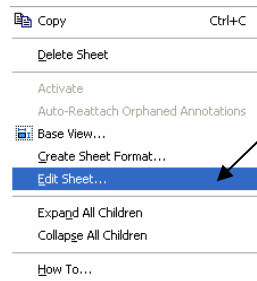 Copy Ctrl+C
Delete Sheet
Activate
Auto-Reattach Orphaned Annotations
Base View...
Create Sheet Format...
Edit Sheet...
Expand All Children
Collapse All Children
How To...